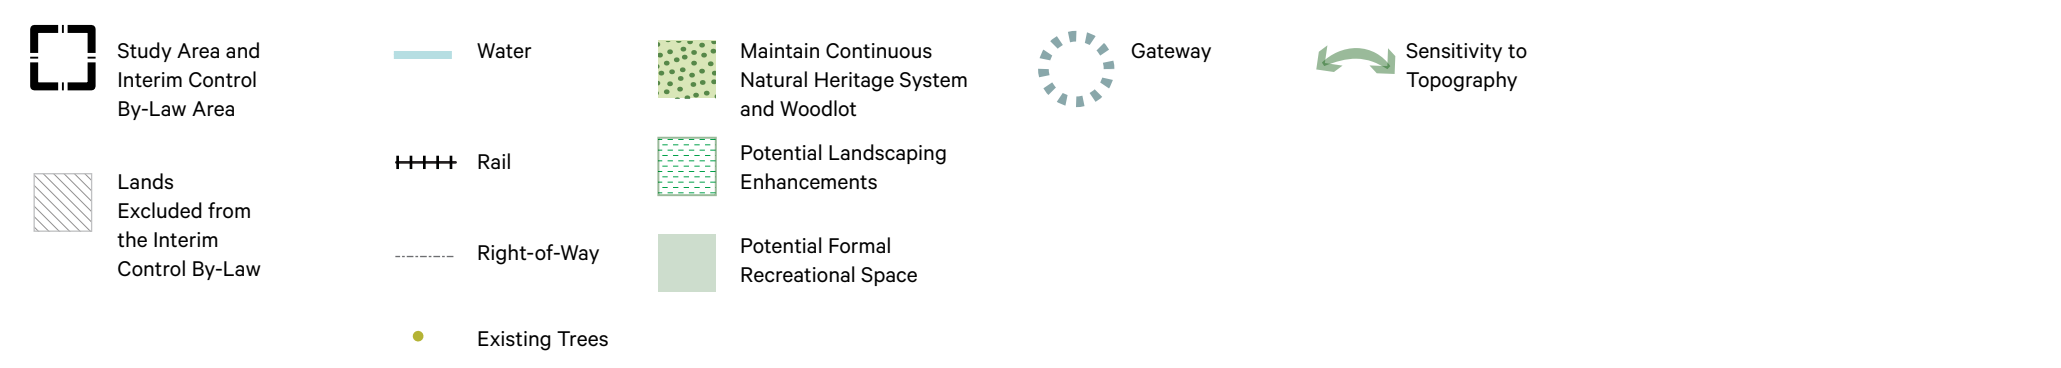 Study Area and
Interim Control
By-Law Area
Lands
Excluded from
the Interim
Control By-Law
Water
Rail
Right-of-Way
Existing Trees
Maintain Continuous
Natural Heritage System
and Woodlot
Potential Landscaping
Enhancements
Potential Formal
Recreational Space
Gateway
Sensitivity to
Topography